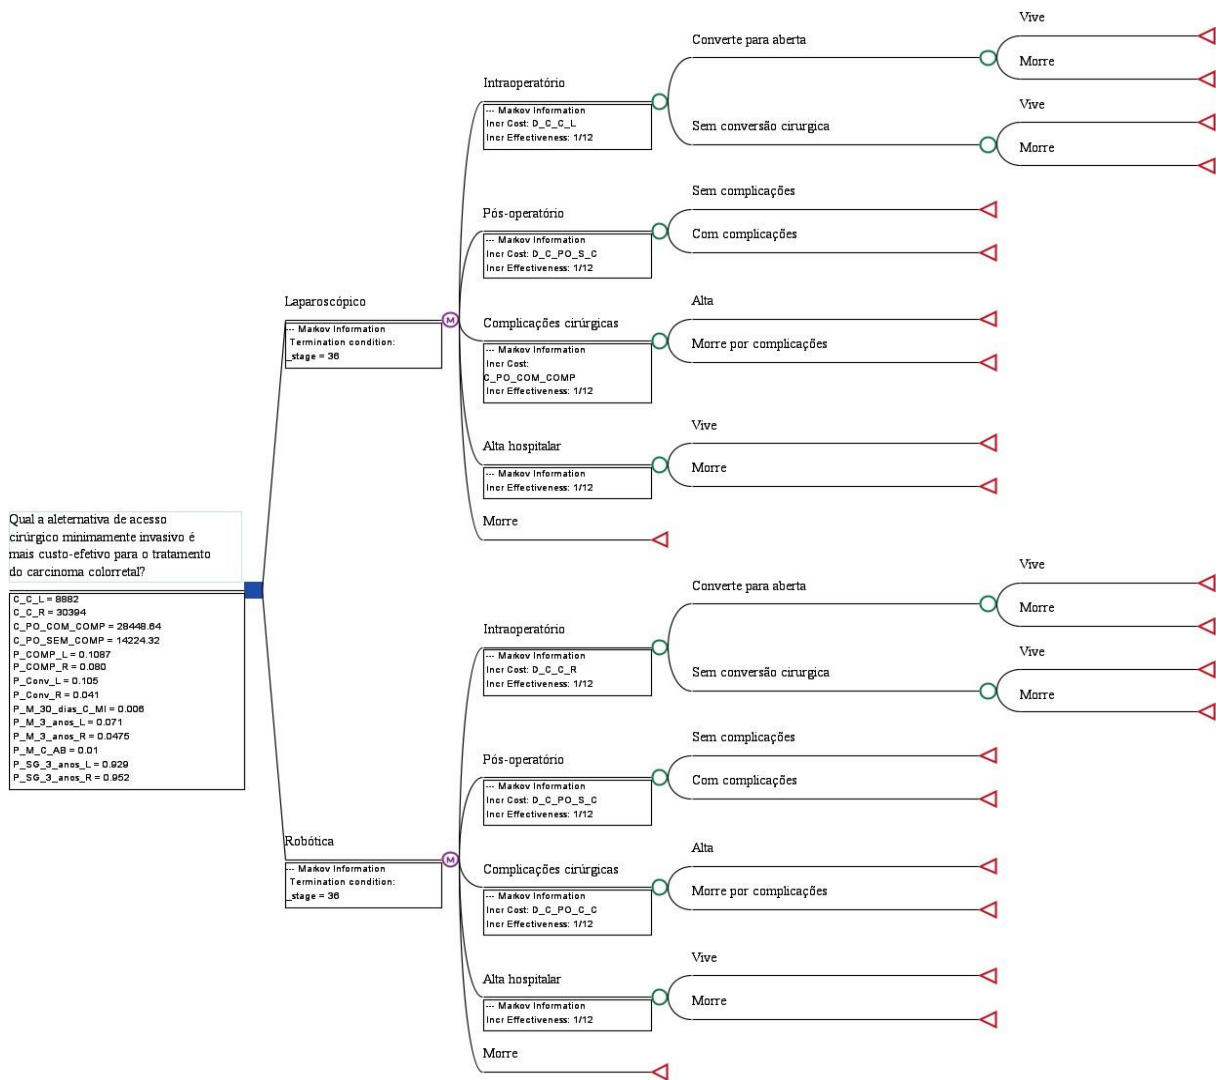 Qual a aleternativa de acesso
cirúrgico minimamente invasivo é
mais custo-efetivo para o tratamento
do carcinoma colorretal?
C_C_L = 8882
C_C_R = 30394
C_PO_COM_COMP = 28448.64
C_PO_SEM_COMP = 14224.32
P_COMP_L = 0.1087
P_COMP_R = 0.080
P_Conv_L = 0.105
P_Conv_R = 0.041
P_M_30_dias_C_MI = 0.006
P_M_3_anos_L = 0.071
P_M_3_anos_R = 0.0475
P_M_C_AB = 0.01
P_SG_3_anos_L = 0.929
P_SG_3_anos_R = 0.952
Laparoscópico
--- Markov Information
Termination condition:
_stage = 36
Intraoperatório
--- Markov Information
Incr Cost: D_C_C_L
Incr Effectiveness: 1/12
Converte para aberta
Vive
Morre
Sem conversão cirurgica
Vive
Morre
Pós-operatório
--- Markov Information
Incr Cost: D_C_PO_S_C
Incr Effectiveness: 1/12
Sem complicações
Com complicações
Complicações cirúrgicas
--- Markov Information
Incr Cost:
C_PO_COM_COMP
Incr Effectiveness: 1/12
Alta
Morre por complicações
Alta hospitalar
--- Markov Information
Incr Effectiveness: 1/12
Vive
Morre
Morre
Robótica
--- Markov Information
Termination condition:
_stage = 36
Intraoperatório
--- Markov Information
Incr Cost: D_C_C_R
Incr Effectiveness: 1/12
Converte para aberta
Vive
Morre
Sem conversão cirurgica
Vive
Morre
Pós-operatório
--- Markov Information
Incr Cost: D_C_PO_S_C
Incr Effectiveness: 1/12
Sem complicações
Com complicações
Complicações cirúrgicas
--- Markov Information
Incr Cost: D_C_PO_C_C
Incr Effectiveness: 1/12
Alta
Morre por complicações
Alta hospitalar
--- Markov Information
Incr Effectiveness: 1/12
Vive
Morre
Morre